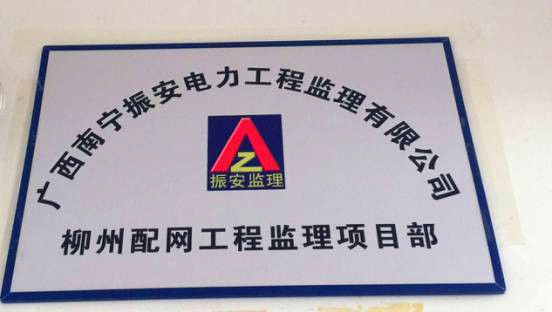 广西南宁振安电力工程监理有限公司
AZ
振安监理
柳州配网工程监理项目部